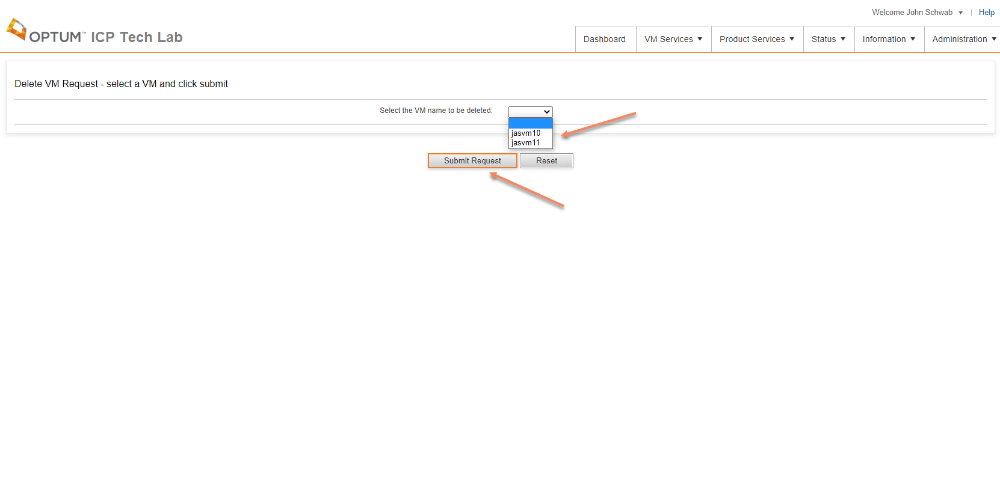 Welcome John Schwab | Help
OPTUM™ ICP Tech Lab
Dashboard VM Services Product Services Status Information Administration
Delete VM Request - select a VM and click submit
Select the VM name to be deleted:
jasvm10
jasvm11
Submit Request Reset